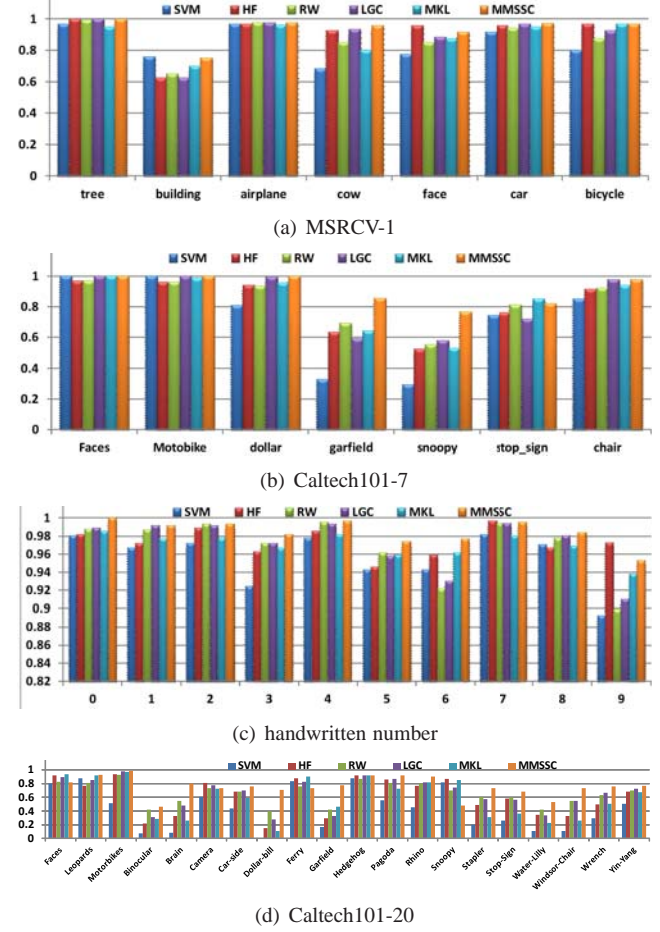 SVM HF RW LGC MKL MMSSC
1
0.8
0.6
0.4
0.2
0
tree building airplane cow face car bicycle
(a) MSRCV-1
SVM HF RW LGC MKL MMSSC
1
0.8
0.6
0.4
0.2
0
Faces Motobike dollar garfield snoopy stop_sign chair
(b) Caltech101-7
SVM HF RW LGC MKL MMSSC
1
0.98
0.96
0.94
0.92
0.9
0.88
0.86
0.84
0.82
0 1 2 3 4 5 6 7 8 9
(c) handwritten number
SVM HF RW LGC MKL MMSSC
1
0.8
0.6
0.4
0.2
0
Faces Leopards Motorbikes Binocular Brain Camera Car-side Dollar-bill Ferry Garfield Hedgehog Pagoda Rhino Snoopy Stapler Stop-Sign Water-Lilly Windsor-Chair Wrench Yin-Yang
(d) Caltech101-20